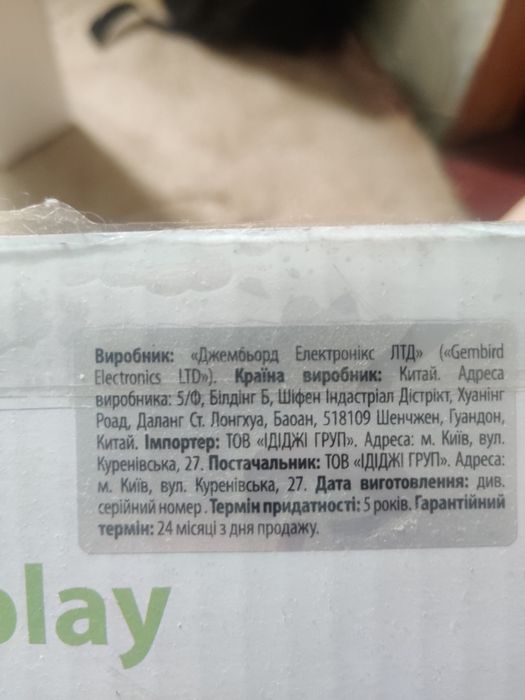 Виробник: «Джембьорд Електронікс ЛТД» («Gembird
Electronics LTD»). Країна виробник: Китай. Адреса
виробника: 5/Ф, Білдінг Б, Шіфен Індастріал Дістрікт, Хуанінг
Роад, Даланг Ст. Лонгхуа, Баоан, 518109 Шенчжен, Гуандон,
Китай. Імпортер: ТОВ «ІДІДЖІ ГРУП». Адреса: м. Київ, вул.
Куренівська, 27. Постачальник: ТОВ «ІДІДЖІ ГРУП». Адреса:
м. Київ, вул. Куренівська, 27. Дата виготовлення: див.
серійний номер . Термін придатності: 5 років. Гарантійний
термін: 24 місяці з дня продажу.
play